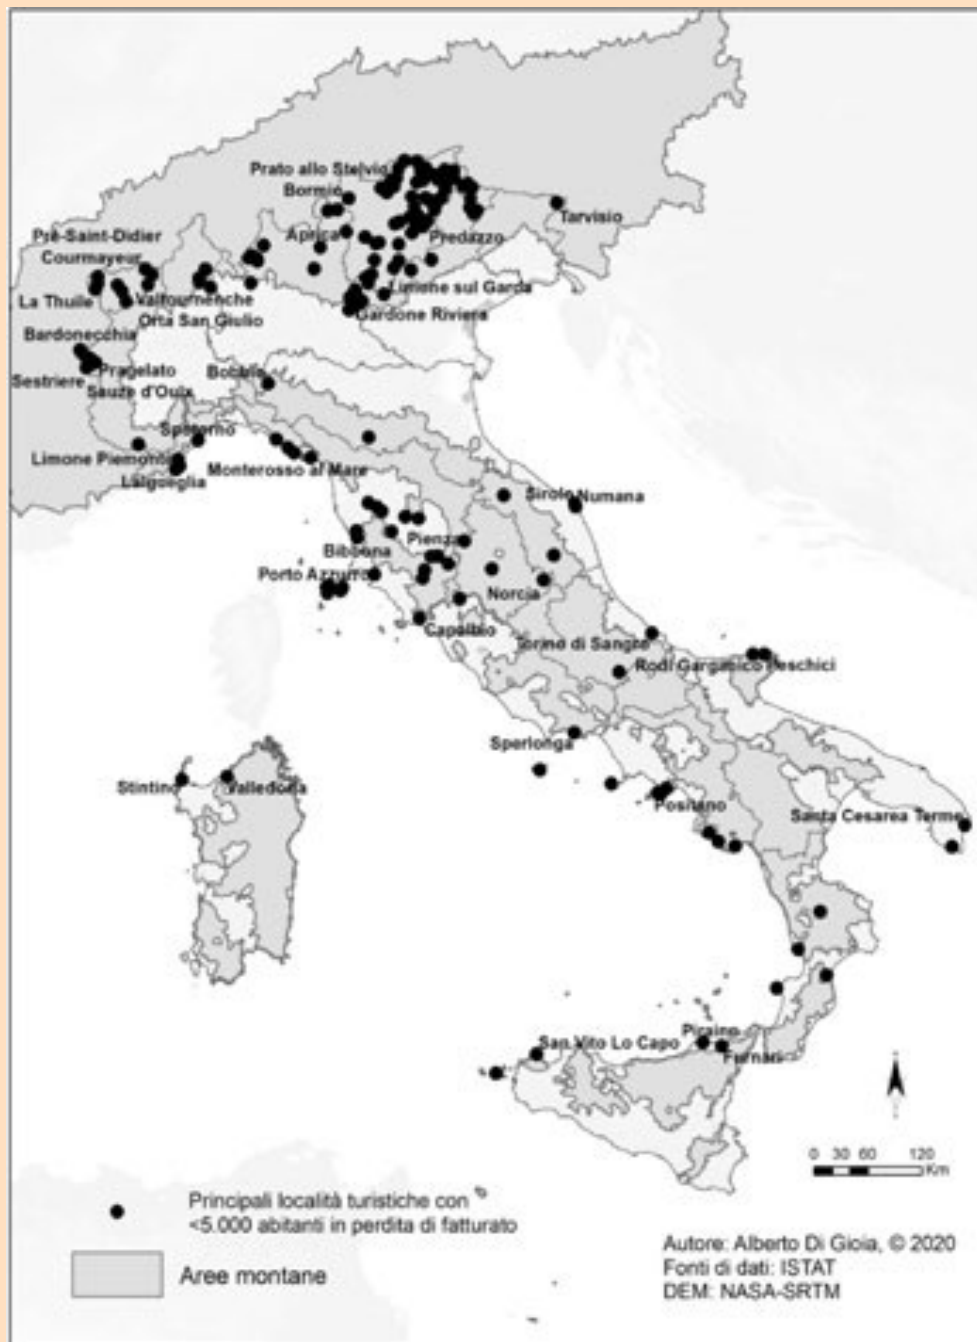 Prato allo Stelvio
Bormio
Tarvisio
Aprica
Predazzo
Pré-Saint-Didier
Courmayeur
Limone sul Garda
La Thuile
Valtournenche
Gardone Riviera
Orta San Giulio
Bardonecchia
Pragelato
Bobbio
Sestriere
Sauze d'Oulx
Spotorno
Limone Piemonte
Monterosso al Mare
Laigueglia
Sirolo
Numana
Pienza
Bibbona
Porto Azzurro
Norcia
Capalbio
Torino di Sangro
Rodi Garganico
Peschici
Sperlonga
Stintino
Valledoria
Positano
Santa Cesarea Terme
San Vito Lo Capo
Piraino
Furnari
0 30 60 120
Km
Principali località turistiche con
<5.000 abitanti in perdita di fatturato
Aree montane
Autore: Alberto Di Gioia, © 2020
Fonti di dati: ISTAT
DEM: NASA-SRTM